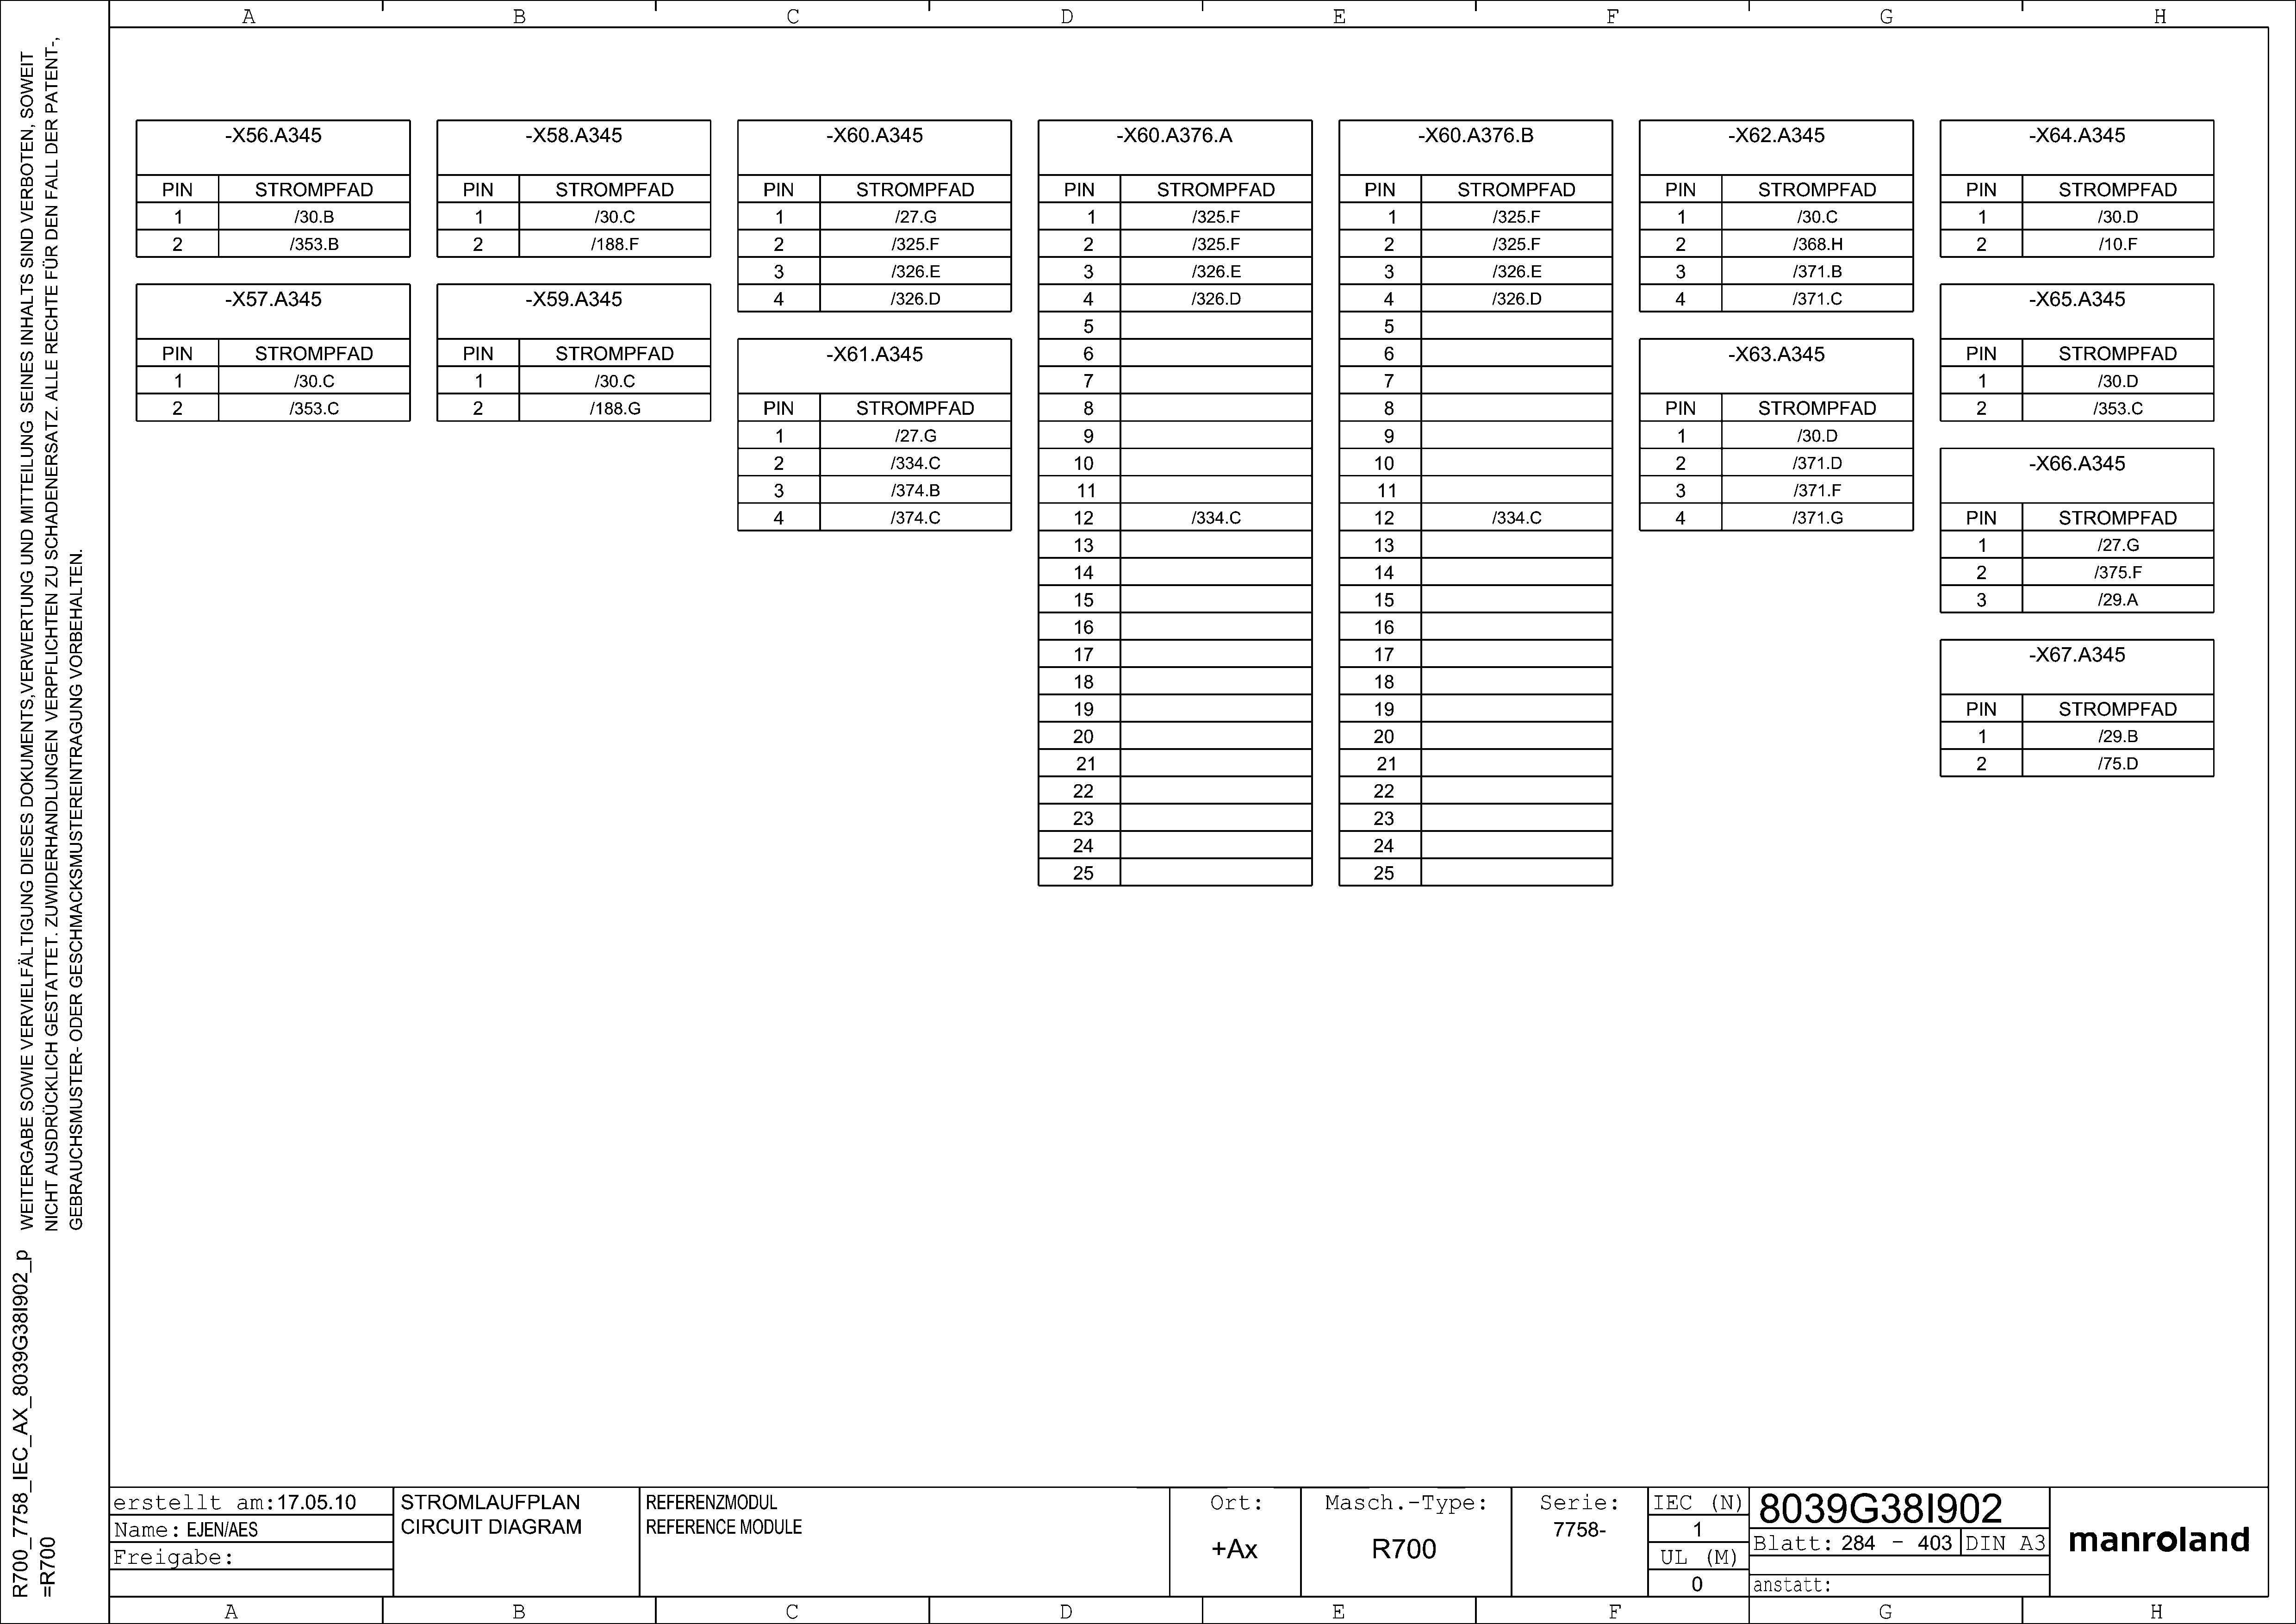 A B C D E F G H
-X56.A345
PIN STROMPFAD
1 /30.B
2 /353.B
-X57.A345
PIN STROMPFAD
1 /30.C
2 /353.C
-X58.A345
PIN STROMPFAD
1 /30.C
2 /188.F
-X59.A345
PIN STROMPFAD
1 /30.C
2 /188.G
-X60.A345
PIN STROMPFAD
1 /27.G
2 /325.F
3 /326.E
4 /326.D
-X61.A345
PIN STROMPFAD
1 /27.G
2 /334.C
3 /374.B
4 /374.C
-X60.A376.A
PIN STROMPFAD
1 /325.F
2 /325.F
3 /326.E
4 /326.D
5
6
7
8
9
10
11
12 /334.C
13
14
15
16
17
18
19
20
21
22
23
24
25
-X60.A376.B
PIN STROMPFAD
1 /325.F
2 /325.F
3 /326.E
4 /326.D
5
6
7
8
9
10
11
12 /334.C
13
14
15
16
17
18
19
20
21
22
23
24
25
-X62.A345
PIN STROMPFAD
1 /30.C
2 /368.H
3 /371.B
4 /371.C
-X63.A345
PIN STROMPFAD
1 /30.D
2 /371.D
3 /371.F
4 /371.G
-X64.A345
PIN STROMPFAD
1 /30.D
2 /10.F
-X65.A345
PIN STROMPFAD
1 /30.D
2 /353.C
-X66.A345
PIN STROMPFAD
1 /27.G
2 /375.F
3 /29.A
-X67.A345
PIN STROMPFAD
1 /29.B
2 /75.D
WEITERGABE SOWIE VERVIELFÄLTIGUNG DIESES DOKUMENTS,VERWERTUNG UND MITTEILUNG SEINES INHALTS SIND VERBOTEN, SOWEIT
NICHT AUSDRÜCKLICH GESTATTET. ZUWIDERHANDLUNGEN VERPFLICHTEN ZU SCHADENERSATZ. ALLE RECHTE FÜR DEN FALL DER PATENT-,
GEBRAUCHSMUSTER- ODER GESCHMACKSMUSTEREINTRAGUNG VORBEHALTEN.
R700_7758_IEC_AX_8039G38I902_p
=R700
erstellt am:17.05.10
Name: EJEN/AES
Freigabe:
STROMLAUFPLAN
CIRCUIT DIAGRAM
REFERENZMODUL
REFERENCE MODULE
Ort:
+Ax
Masch.-Type:
R700
Serie:
7758-
IEC (N)
1
UL (M)
0
8039G38I902
Blatt: 284 - 403 DIN A3
anstatt:
manroland
A B C D E F G H